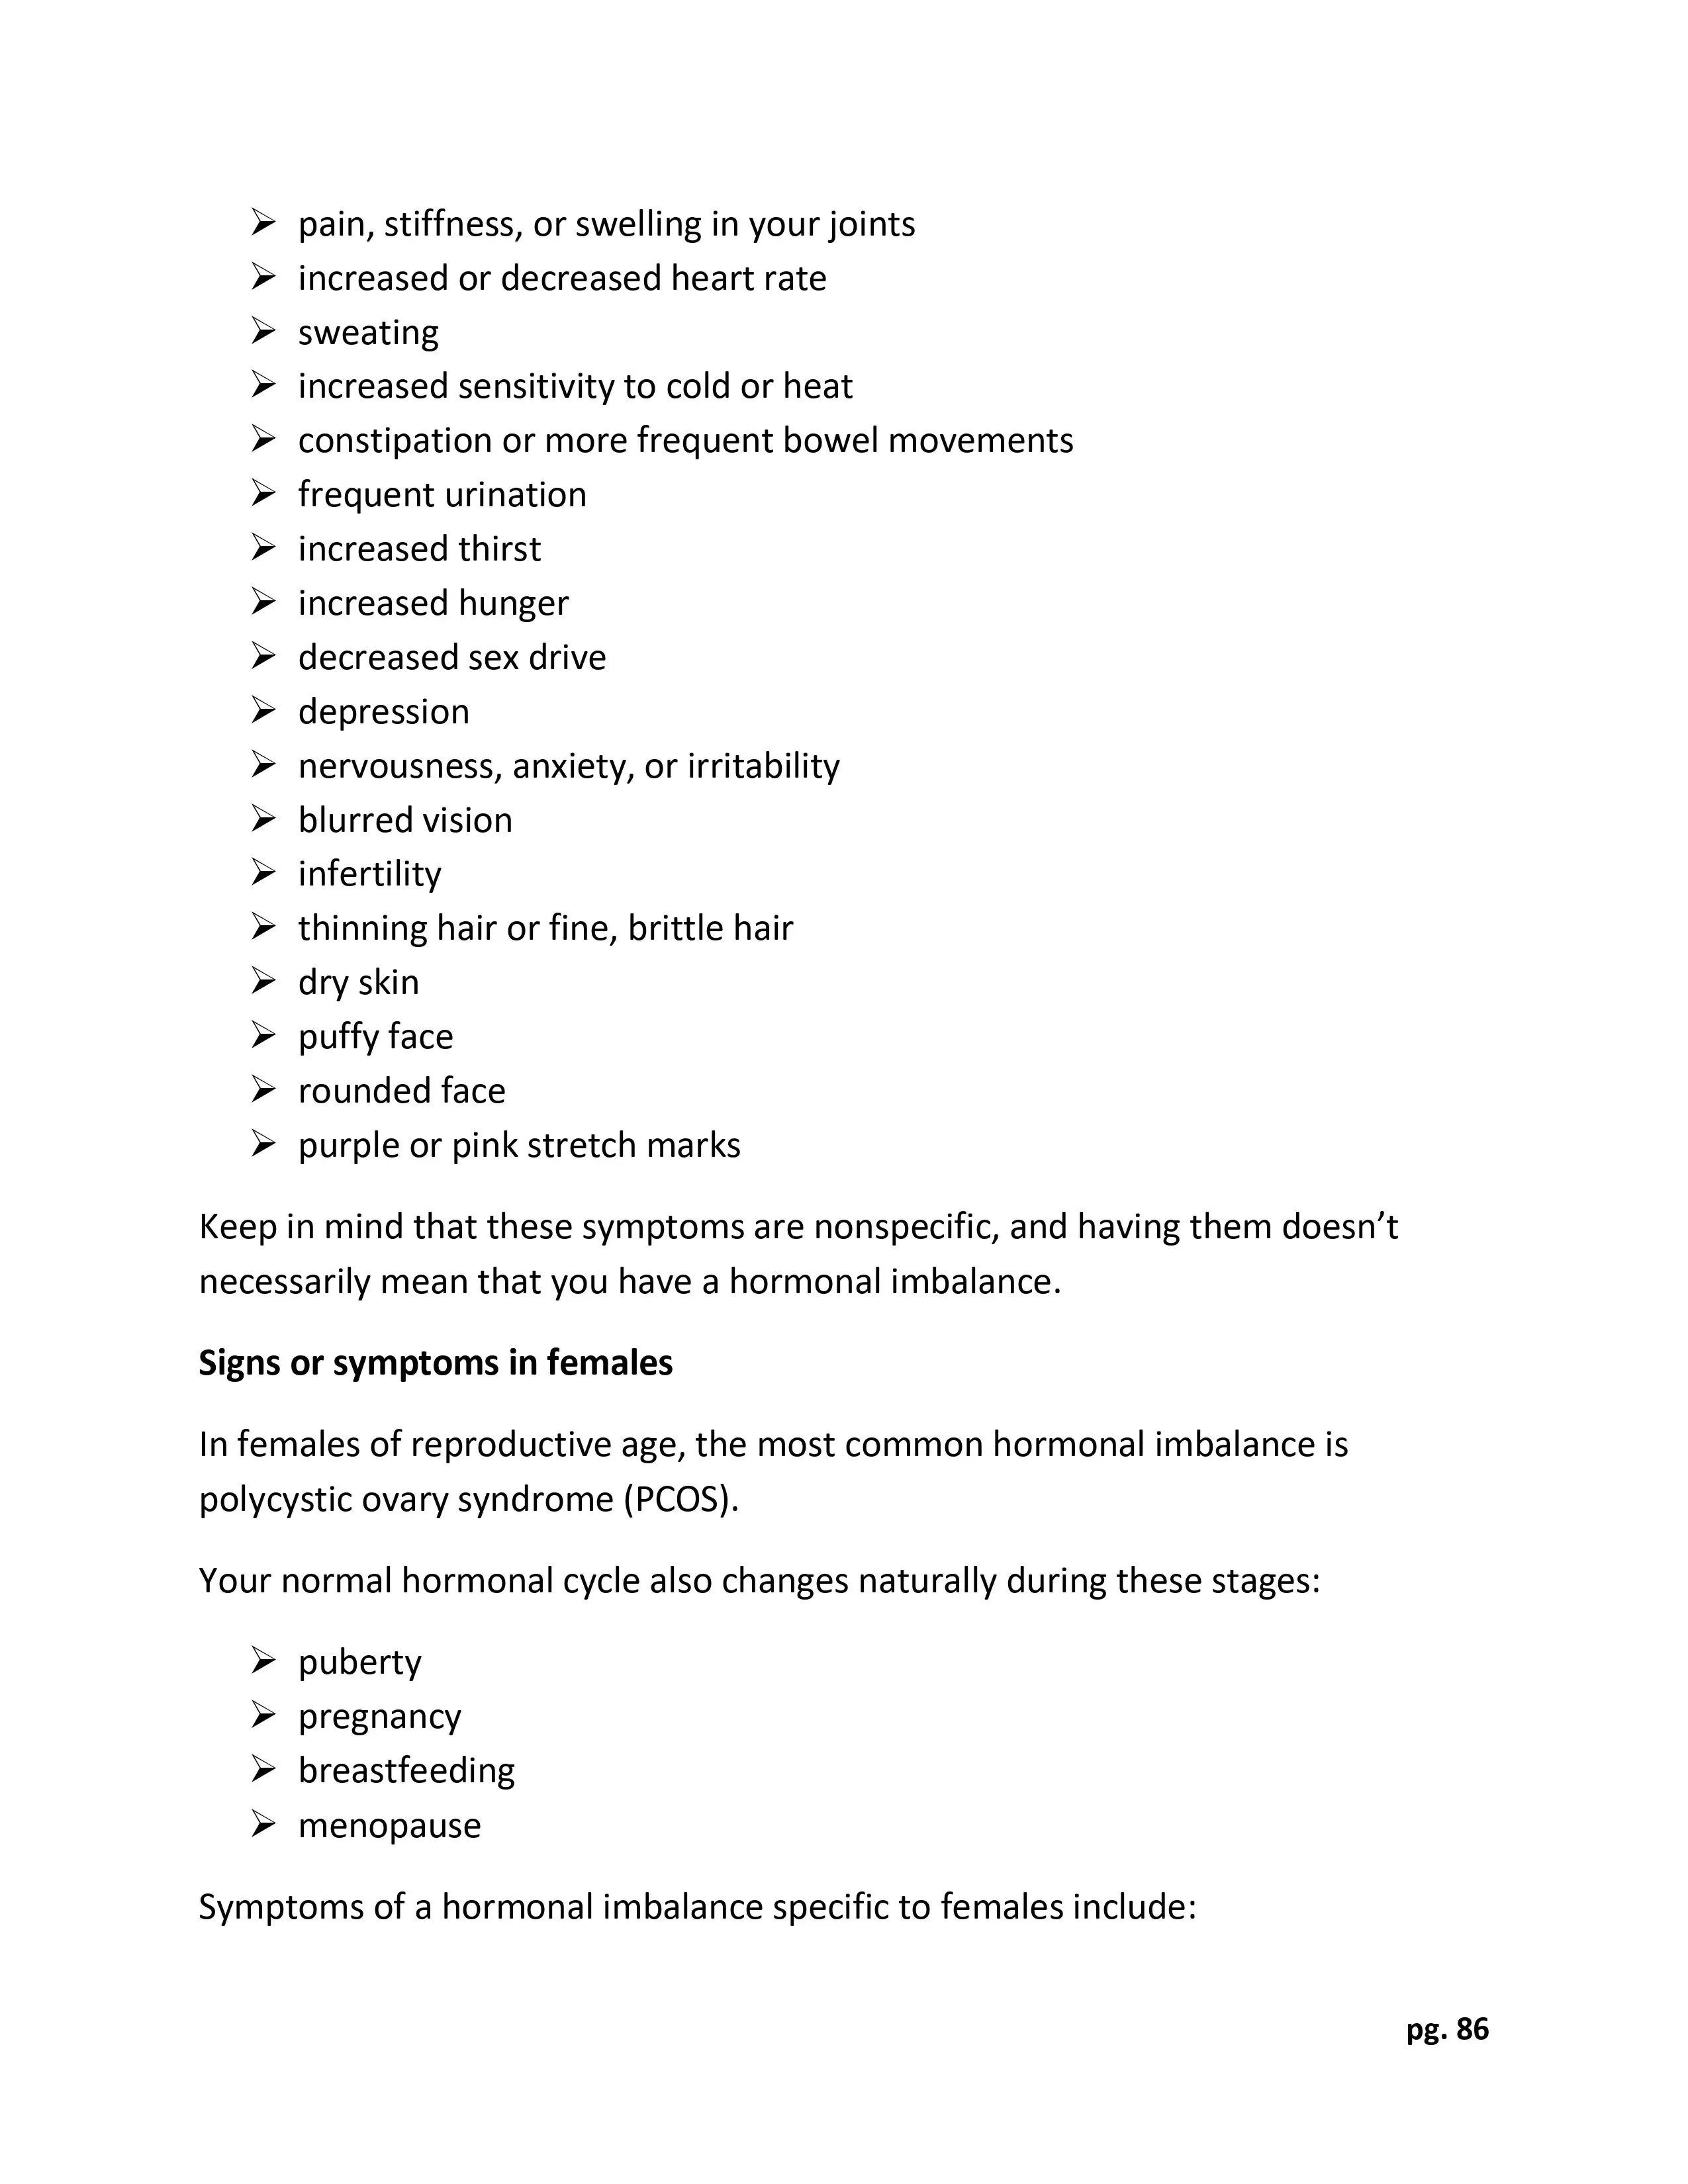 ➢ pain, stiffness, or swelling in your joints
➢ increased or decreased heart rate
➢ sweating
➢ increased sensitivity to cold or heat
➢ constipation or more frequent bowel movements
➢ frequent urination
➢ increased thirst
➢ increased hunger
➢ decreased sex drive
➢ depression
➢ nervousness, anxiety, or irritability
➢ blurred vision
➢ infertility
➢ thinning hair or fine, brittle hair
➢ dry skin
➢ puffy face
➢ rounded face
➢ purple or pink stretch marks
Keep in mind that these symptoms are nonspecific, and having them doesn’t
necessarily mean that you have a hormonal imbalance.
Signs or symptoms in females
In females of reproductive age, the most common hormonal imbalance is
polycystic ovary syndrome (PCOS).
Your normal hormonal cycle also changes naturally during these stages:
➢ puberty
➢ pregnancy
➢ breastfeeding
➢ menopause
Symptoms of a hormonal imbalance specific to females include:
pg. 86